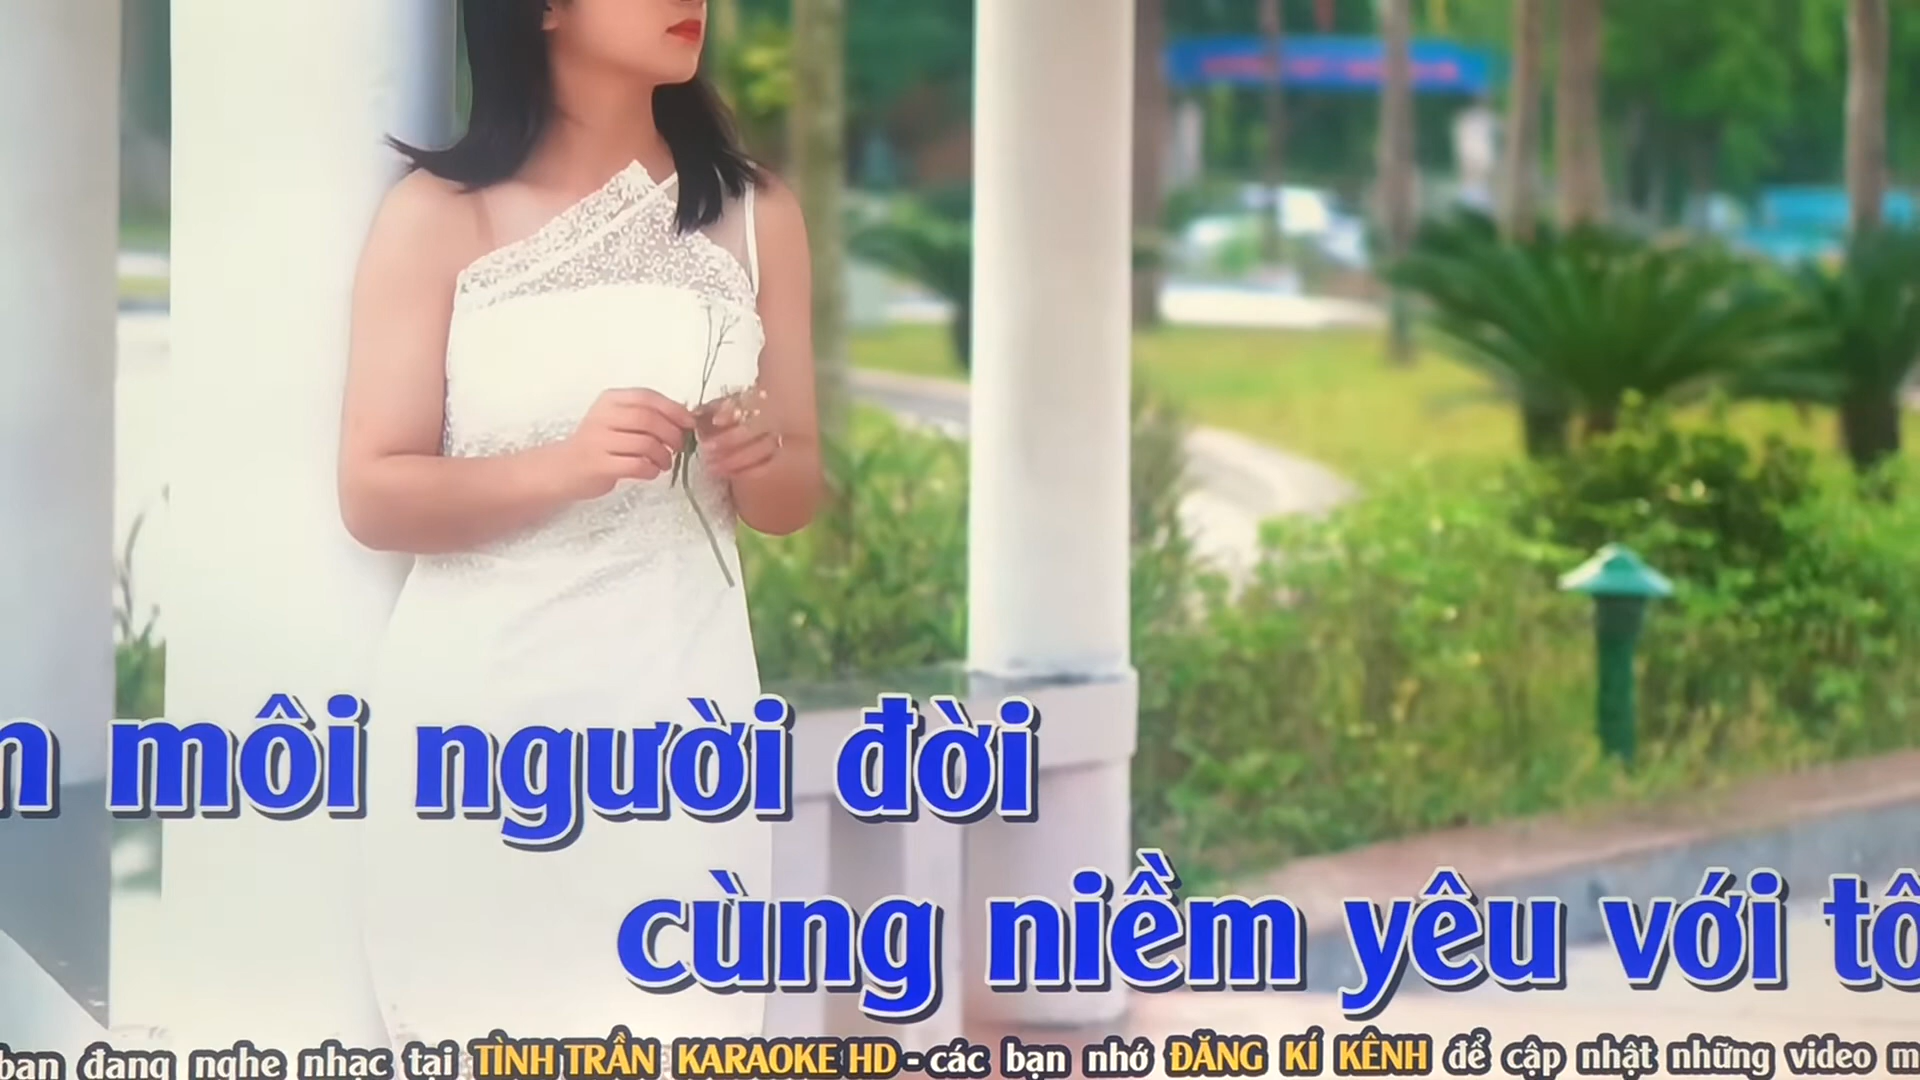 môi người đời
cùng niềm yêu với
bạn đang nghe nhạc tại TÌNH TRẦN KARAOKE HD - các bạn nhớ ĐĂNG KÍ KÊNH để cập nhật những video